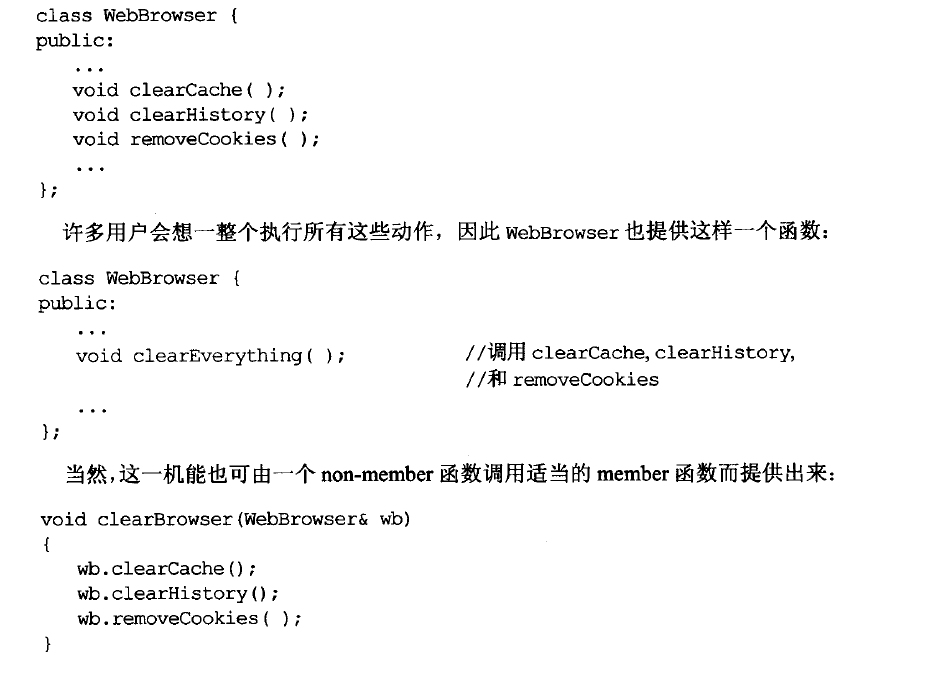 class WebBrowser {
public:
...
void clearCache( );
void clearHistory( );
void removeCookies( );
...
};
许多用户会想一整个执行所有这些动作，因此 WebBrowser 也提供这样一个函数：
class WebBrowser {
public:
...
void clearEverything( ); //调用 clearCache, clearHistory,
//和 removeCookies
...
};
当然，这一机能也可由一个 non-member 函数调用适当的 member 函数而提供出来：
void clearBrowser(WebBrowser& wb)
{
wb.clearCache();
wb.clearHistory();
wb.removeCookies( );
}